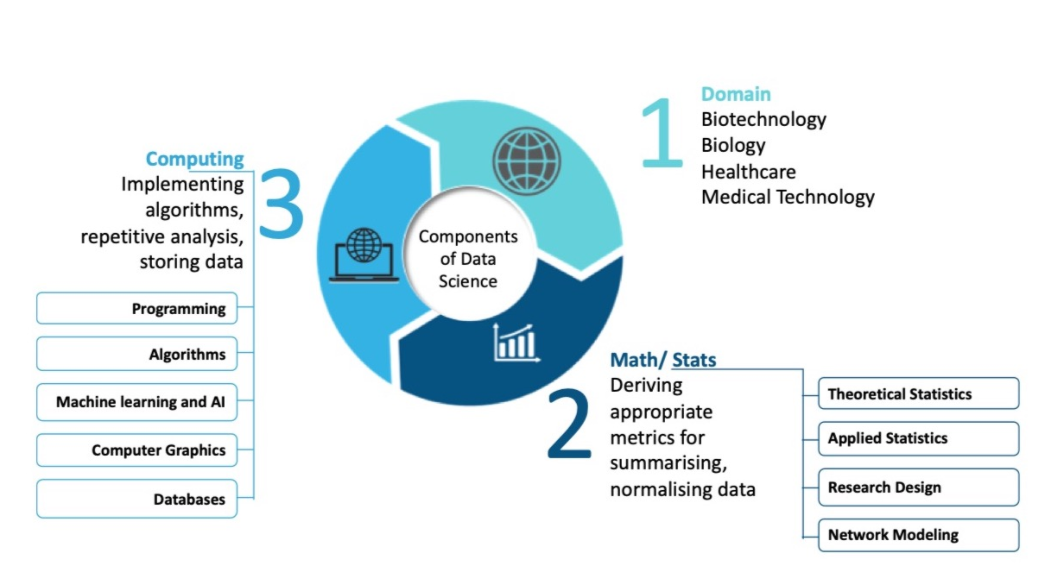 Components
of Data
Science
1
Domain
Biotechnology
Biology
Healthcare
Medical Technology
2
Math/ Stats
Deriving
appropriate
metrics for
summarising,
normalising data
Theoretical Statistics
Applied Statistics
Research Design
Network Modeling
3
Computing
Implementing
algorithms,
repetitive analysis,
storing data
Programming
Algorithms
Machine learning and AI
Computer Graphics
Databases